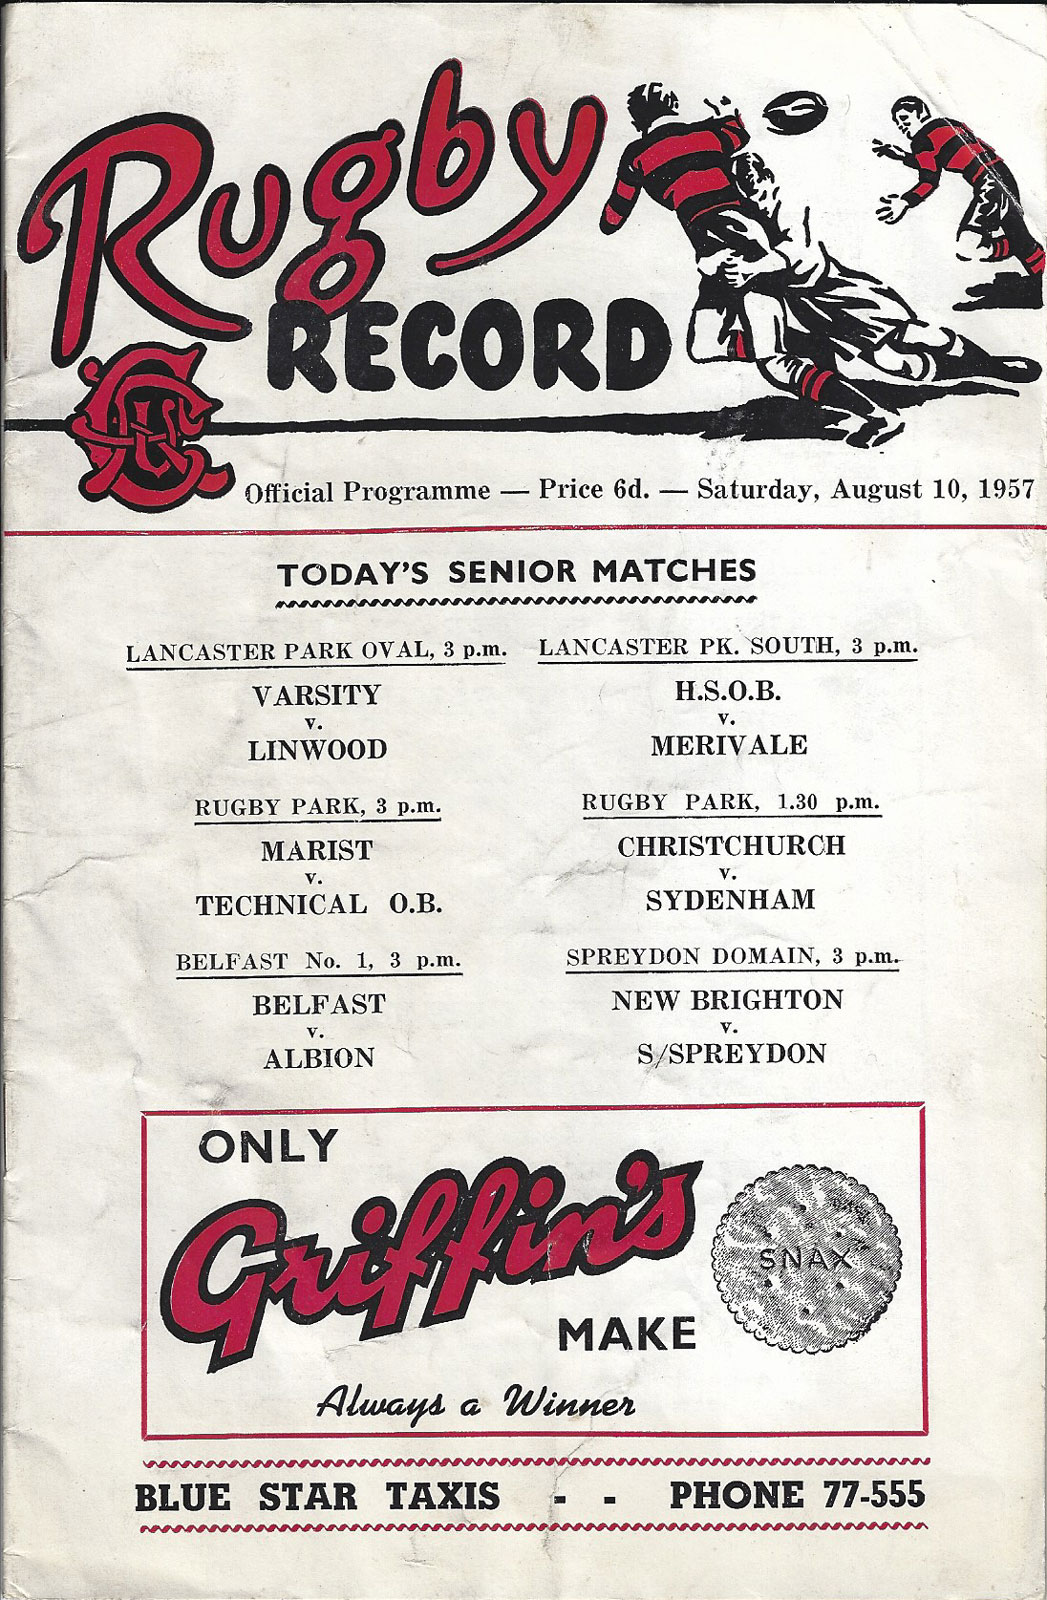 Rugby
RECORD
Official Programme — Price 6d. — Saturday, August 10, 1957
TODAY'S SENIOR MATCHES
LANCASTER PARK OVAL, 3 p.m.
VARSITY
v.
LINWOOD
LANCASTER PK. SOUTH, 3 p.m.
H.S.O.B.
v.
MERIVALE
RUGBY PARK, 3 p.m.
MARIST
v.
TECHNICAL O.B.
RUGBY PARK, 1.30 p.m.
CHRISTCHURCH
v.
SYDENHAM
BELFAST No. 1, 3 p.m.
BELFAST
v.
ALBION
SPREYDON DOMAIN, 3 p.m.
NEW BRIGHTON
v.
S/SPREYDON
ONLY
Griffin's
MAKE
SNAX
Always a Winner
BLUE STAR TAXIS - - PHONE 77-555